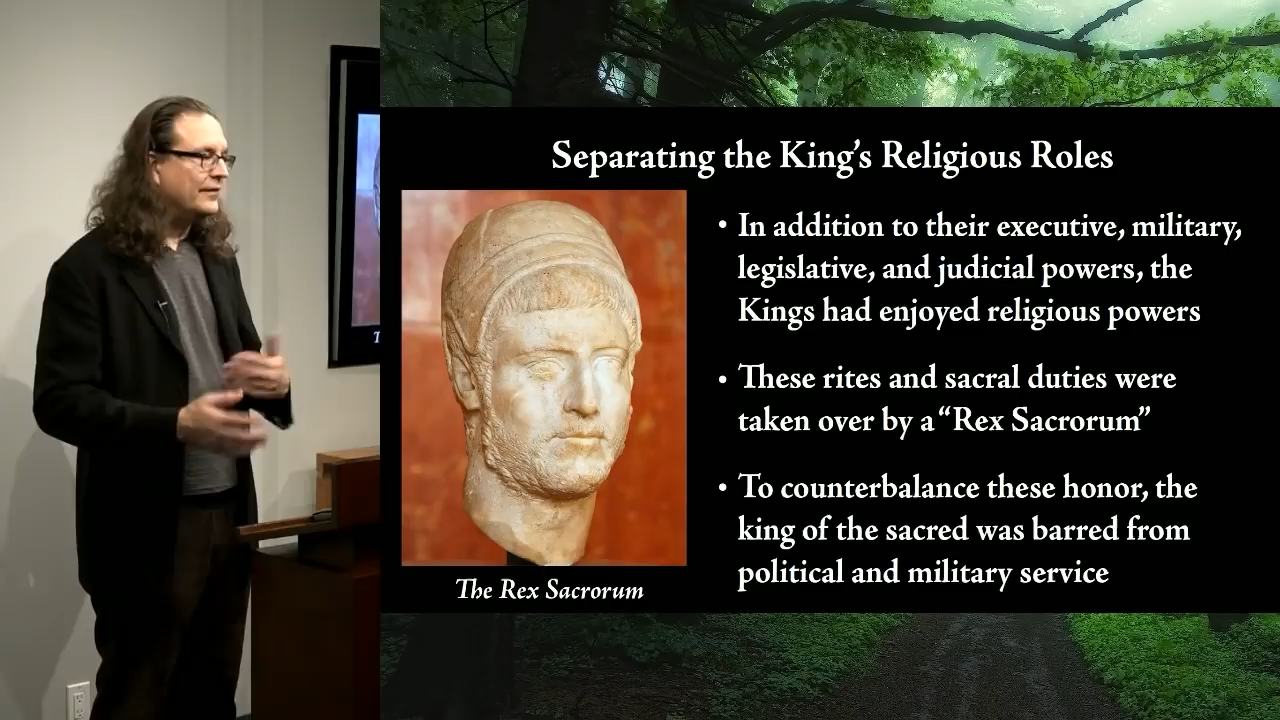 Separating the King's Religious Roles
• In addition to their executive, military,
legislative, and judicial powers, the
Kings had enjoyed religious powers
• These rites and sacral duties were
taken over by a “Rex Sacrorum”
• To counterbalance these honor, the
king of the sacred was barred from
political and military service
The Rex Sacrorum
T